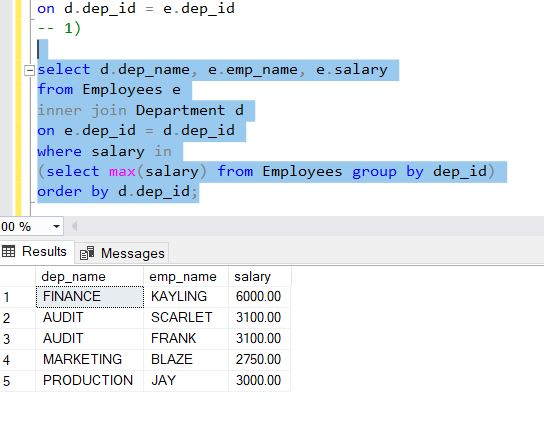 on d.dep_id = e.dep_id
-- 1)
select d.dep_name, e.emp_name, e.salary
from Employees e
inner join Department d
on e.dep_id = d.dep_id
where salary in
(select max(salary) from Employees group by dep_id)
order by d.dep_id;
00 %
Results Messages
dep_name emp_name salary
1 FINANCE KAYLING 6000.00
2 AUDIT SCARLET 3100.00
3 AUDIT FRANK 3100.00
4 MARKETING BLAZE 2750.00
5 PRODUCTION JAY 3000.00